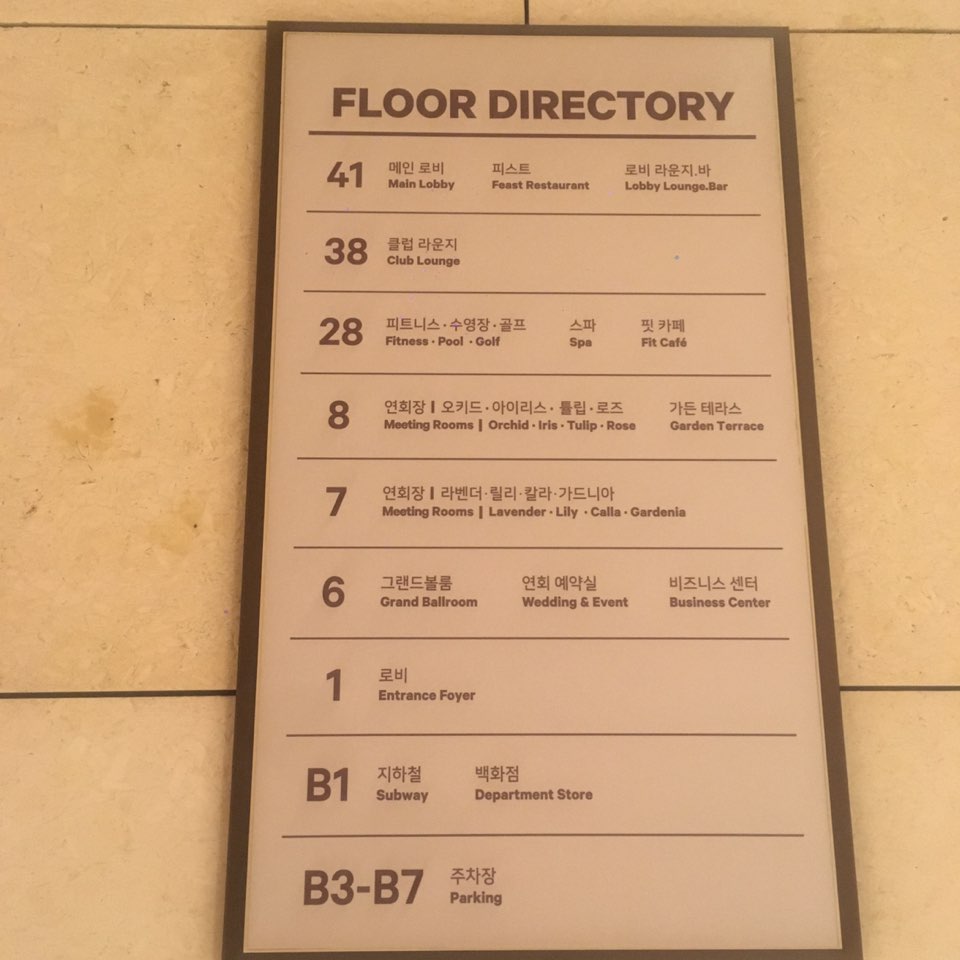 FLOOR DIRECTORY
41 메인 로비 피스트 로비 라운지.바
Main Lobby Feast Restaurant Lobby Lounge.Bar
38 클럽 라운지
Club Lounge
28 피트니스·수영장·골프 스파 핏 카페
Fitness · Pool · Golf Spa Fit Café
8 연회장 | 오키드·아이리스·튤립·로즈 가든 테라스
Meeting Rooms | Orchid · Iris · Tulip · Rose Garden Terrace
7 연회장 | 라벤더·릴리·칼라·가드니아
Meeting Rooms | Lavender · Lily · Calla · Gardenia
6 그랜드볼룸 연회 예약실 비즈니스 센터
Grand Ballroom Wedding & Event Business Center
1 로비
Entrance Foyer
B1 지하철 백화점
Subway Department Store
B3-B7 주차장
Parking